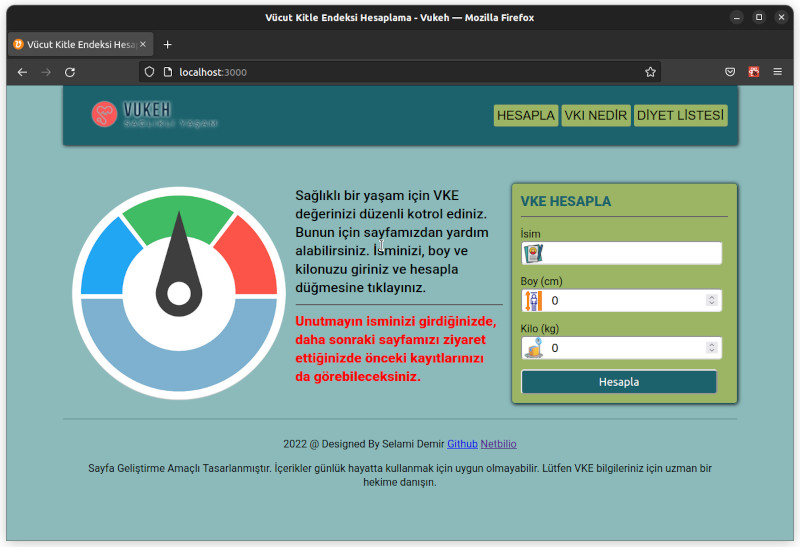 Vücut Kitle Endeksi Hesaplama - Vukeh — Mozilla Firefox
Vücut Kitle Endeksi Hesap
localhost:3000
VUKEH
SAĞLIKLI YAŞAM
HESAPLA VKI NEDİR DİYET LİSTESİ
Sağlıklı bir yaşam için VKE
değerinizi düzenli kotrol ediniz.
Bunun için sayfamızdan yardım
alabilirsiniz. İsminizi, boy ve
kilonuzu giriniz ve hesapla
düğmesine tıklayınız.
Unutmayın isminizi girdiğinizde,
daha sonraki sayfamızı ziyaret
ettiğinizde önceki kayıtlarınızı
da görebileceksiniz.
VKE HESAPLA
İsim
Boy (cm)
0
Kilo (kg)
0
Hesapla
2022 @ Designed By Selami Demir Github Netbilio
Sayfa Geliştirme Amaçlı Tasarlanmıştır. İçerikler günlük hayatta kullanmak için uygun olmayabilir. Lütfen VKE bilgileriniz için uzman bir
hekime danışın.